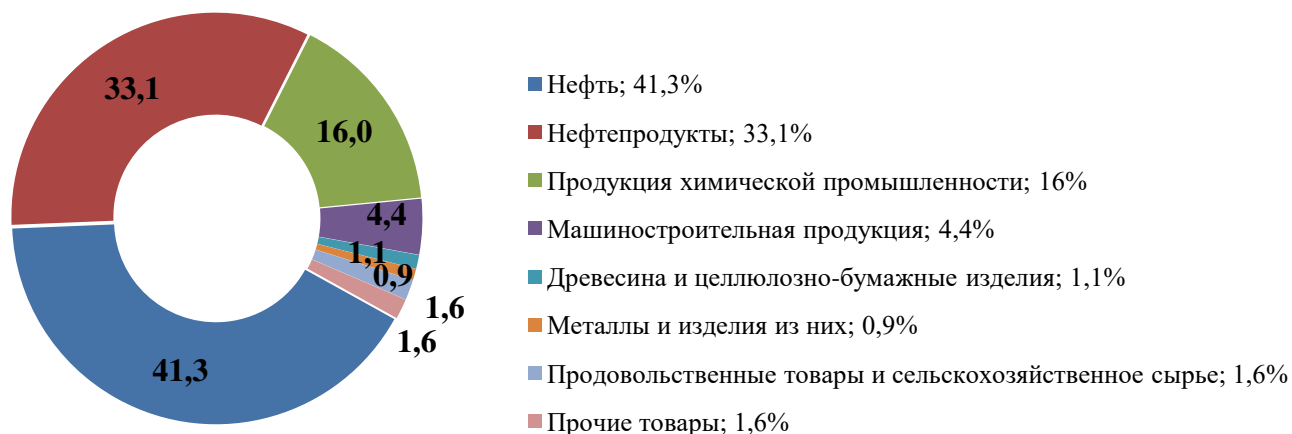 33,1
16,0
4,4
1,1
0,9
1,6
1,6
41,3
Нефть; 41,3%
Нефтепродукты; 33,1%
Продукция химической промышленности; 16%
Машиностроительная продукция; 4,4%
Древесина и целлюлозно-бумажные изделия; 1,1%
Металлы и изделия из них; 0,9%
Продовольственные товары и сельскохозяйственное сырье; 1,6%
Прочие товары; 1,6%